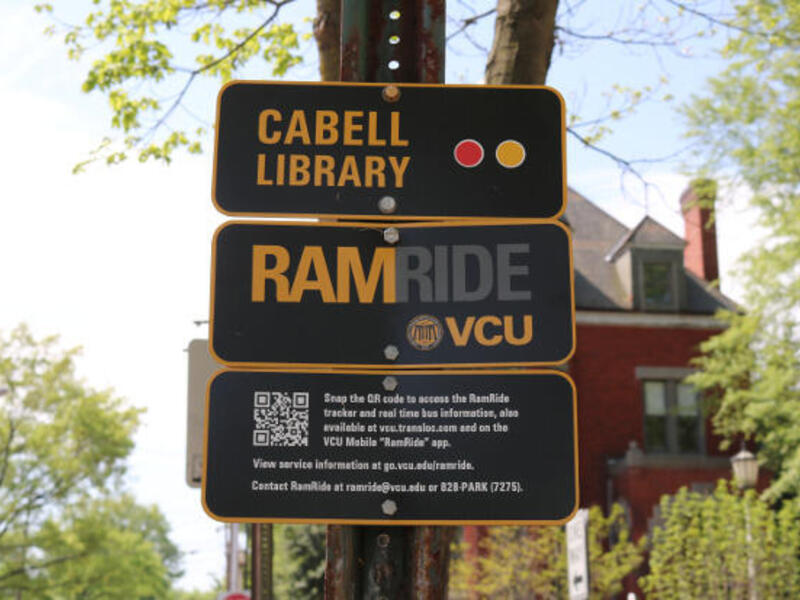 CABELL
LIBRARY
RAMRIDE
VCU
Snap the QR code to access the RamRide
tracker and real time bus information, also
available at vcu.transloc.com and on the
VCU Mobile "RamRide" app.
View service information at go.vcu.edu/ramride.
Contact RamRide at ramride@vcu.edu or 828-PARK (7275).